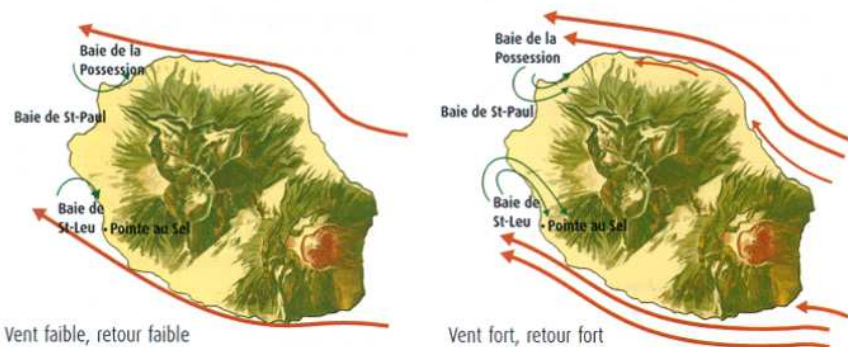 Baie de la
Possession
Baie de St-Paul
Baie de
St-Leu
• Pointe au Sel
Vent faible, retour faible
Baie de la
Possession
Baie de St-Paul
Baie de
St-Leu
• Pointe au Sel
Vent fort, retour fort